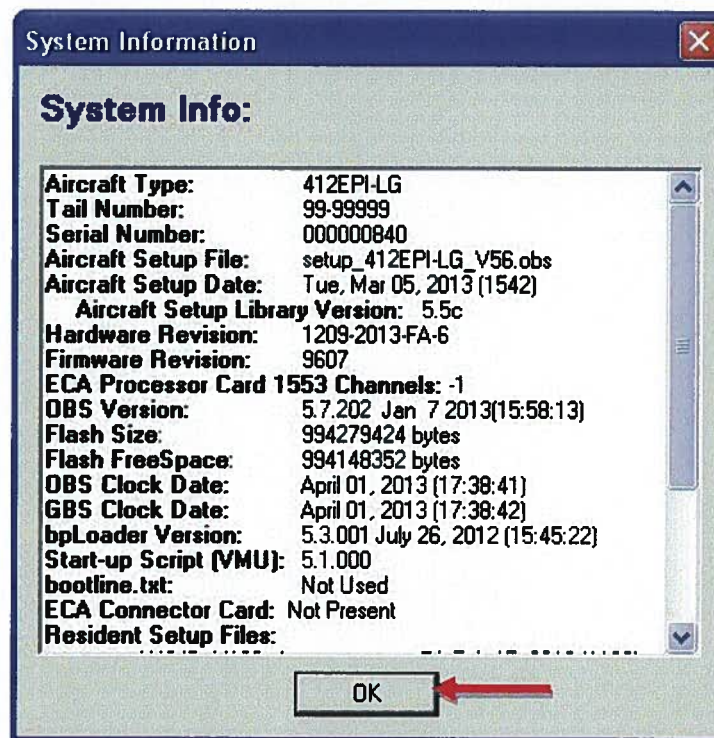 System Information
System Info:
Aircraft Type: 412EPI-LG
Tail Number: 99-99999
Serial Number: 000000840
Aircraft Setup File: setup_412EPI-LG_V56.obs
Aircraft Setup Date: Tue, Mar 05, 2013 (1542)
Aircraft Setup Library Version: 5.5c
Hardware Revision: 1209-2013-FA-6
Firmware Revision: 9607
ECA Processor Card 1553 Channels: -1
OBS Version: 5.7.202 Jan 7 2013(15:58:13)
Flash Size: 994279424 bytes
Flash FreeSpace: 994148352 bytes
OBS Clock Date: April 01, 2013 (17:38:41)
GBS Clock Date: April 01, 2013 (17:38:42)
bpLoader Version: 5.3.001 July 26, 2012 (15:45:22)
Start-up Script (VMU): 5.1.000
bootline.txt: Not Used
ECA Connector Card: Not Present
Resident Setup Files:
OK